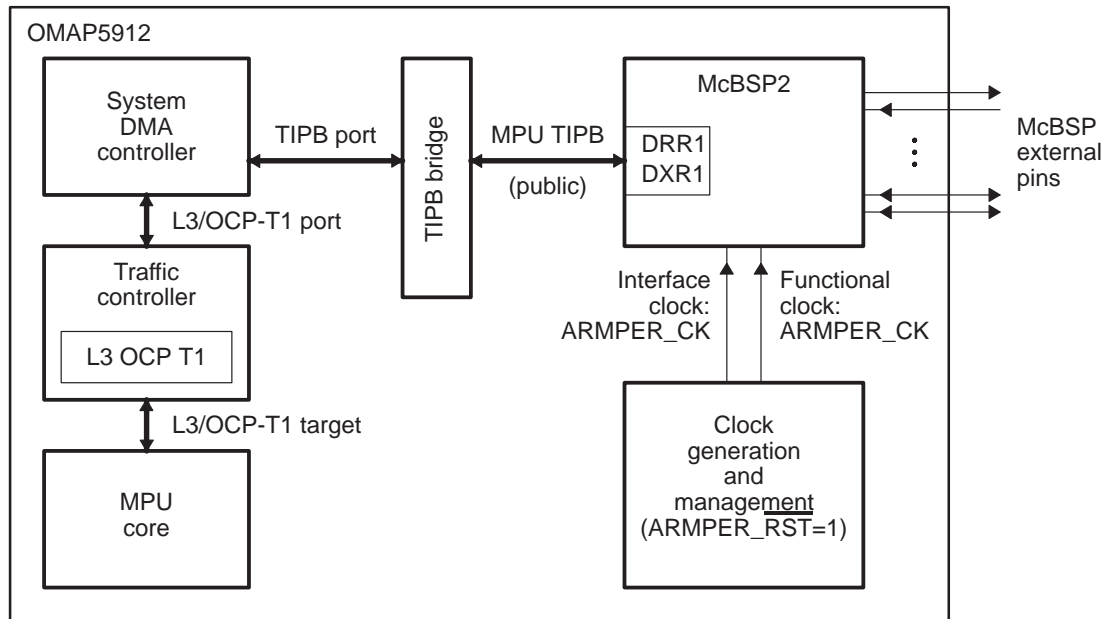 OMAP5912
System
DMA
controller
TIPB port
TIPB bridge
MPU TIPB
(public)
McBSP2
DRR1
DXR1
McBSP
external
pins
L3/OCP-T1 port
Traffic
controller
L3 OCP T1
Interface
clock:
ARMPER_CK
Functional
clock:
ARMPER_CK
L3/OCP-T1 target
MPU
core
Clock
generation
and
management
(ARMPER_RST=1)